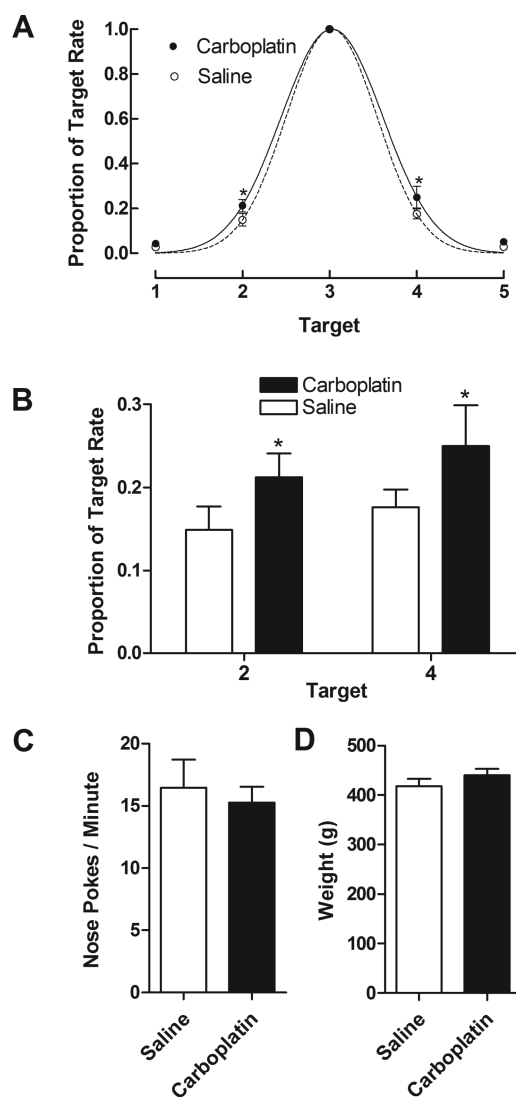 A
Proportion of Target Rate
1.0
0.8
0.6
0.4
0.2
0.0
Carboplatin
Saline
*
*
1 2 3 4 5
Target
B
Carboplatin
Saline
Proportion of Target Rate
0.3
0.2
0.1
0.0
*
*
2 4
Target
C
Nose Pokes / Minute
20
15
10
5
0
Saline
Carboplatin
D
Weight (g)
500
400
300
200
100
0
Saline
Carboplatin